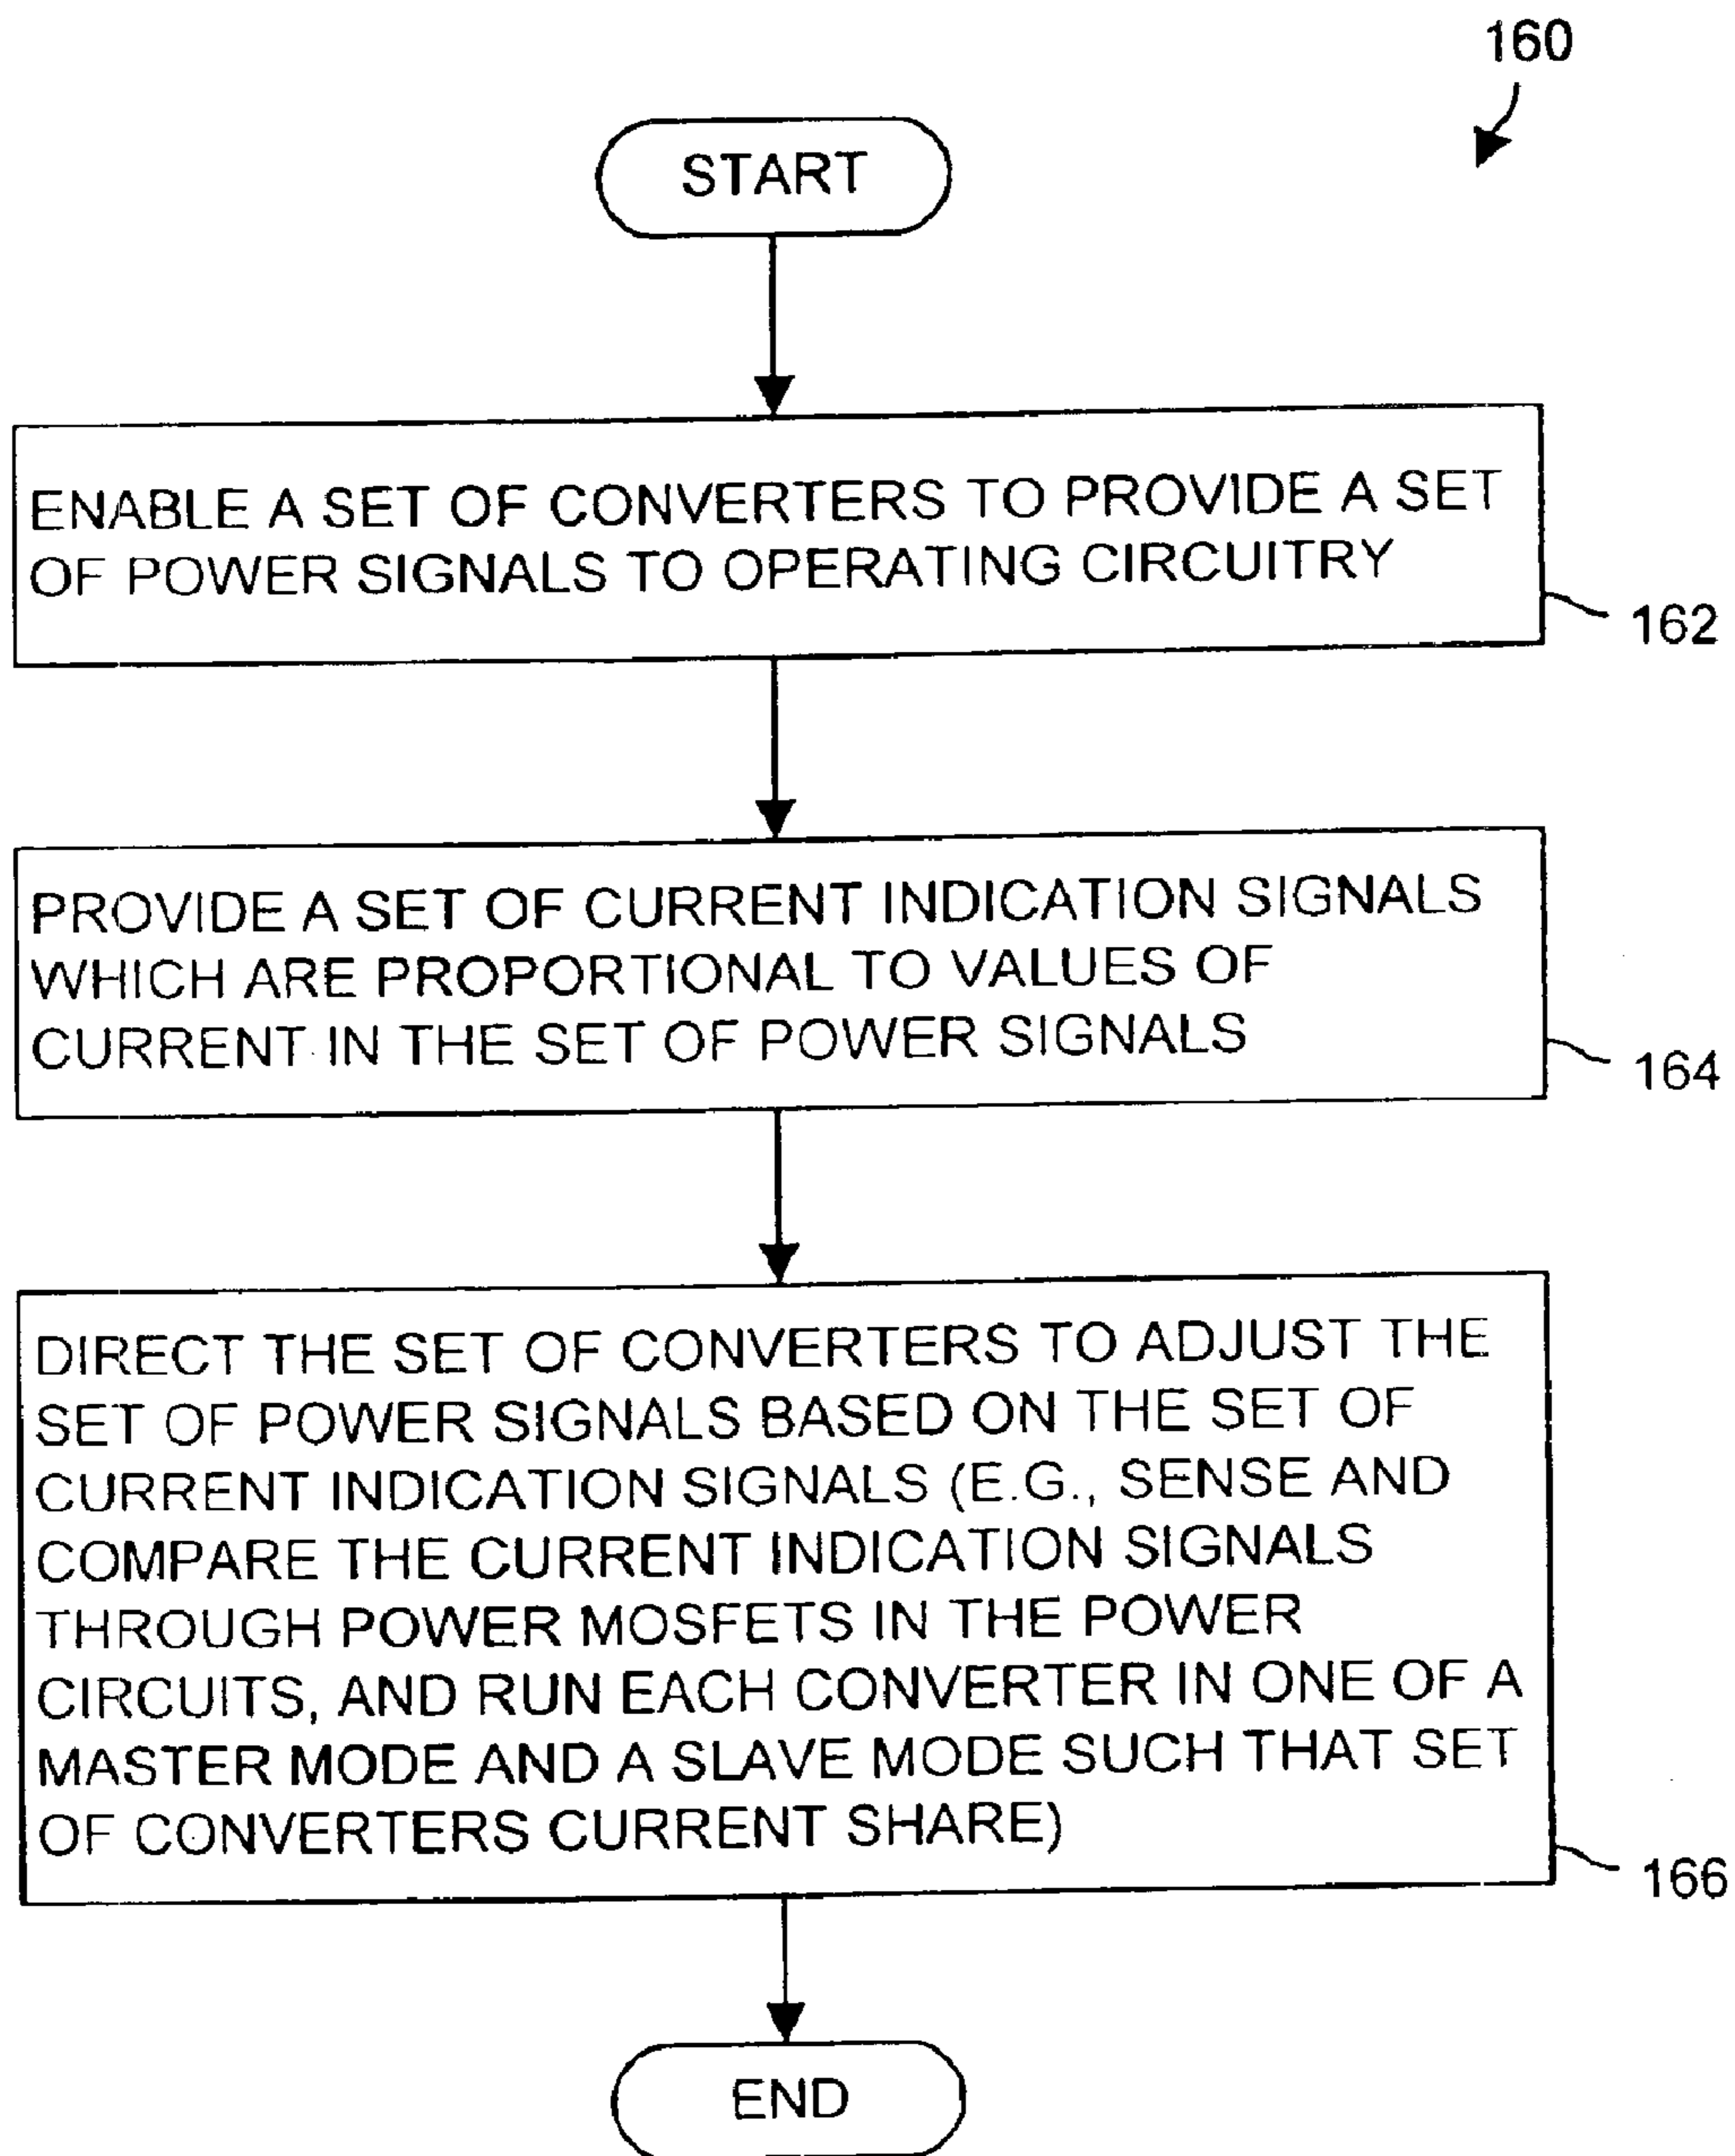 160
START
ENABLE A SET OF CONVERTERS TO PROVIDE A SET
OF POWER SIGNALS TO OPERATING CIRCUITRY
162
PROVIDE A SET OF CURRENT INDICATION SIGNALS
WHICH ARE PROPORTIONAL TO VALUES OF
CURRENT IN THE SET OF POWER SIGNALS
164
DIRECT THE SET OF CONVERTERS TO ADJUST THE
SET OF POWER SIGNALS BASED ON THE SET OF
CURRENT INDICATION SIGNALS (E.G., SENSE AND
COMPARE THE CURRENT INDICATION SIGNALS
THROUGH POWER MOSFETS IN THE POWER
CIRCUITS, AND RUN EACH CONVERTER IN ONE OF A
MASTER MODE AND A SLAVE MODE SUCH THAT SET
OF CONVERTERS CURRENT SHARE)
166
END